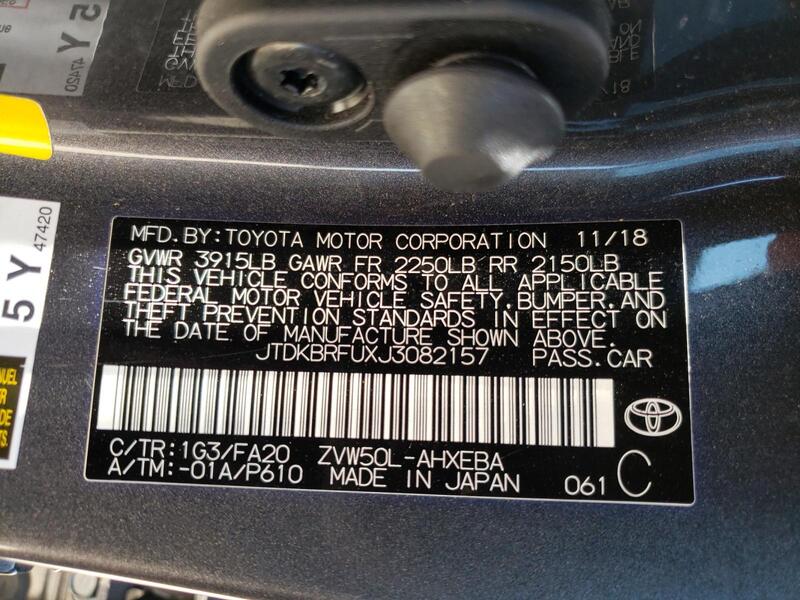 MFD.BY:TOYOTA MOTOR CORPORATION 11/18
GVWR 3915LB GAWR FR 2250LB RR 2150LB
THIS VEHICLE CONFORMS TO ALL APPLICABLE
FEDERAL MOTOR VEHICLE SAFETY.BUMPER.AND
THEFT PREVENTION STANDARDS IN EFFECT ON
THE DATE OF MANUFACTURE SHOWN ABOVE.
JTDKBRFUXJ3082157 PASS.CAR
C/TR:1G3/FA20 ZVW50L-AHXEBA
A/TM:-01A/P610 MADE IN JAPAN 061 C
5 Y
47420